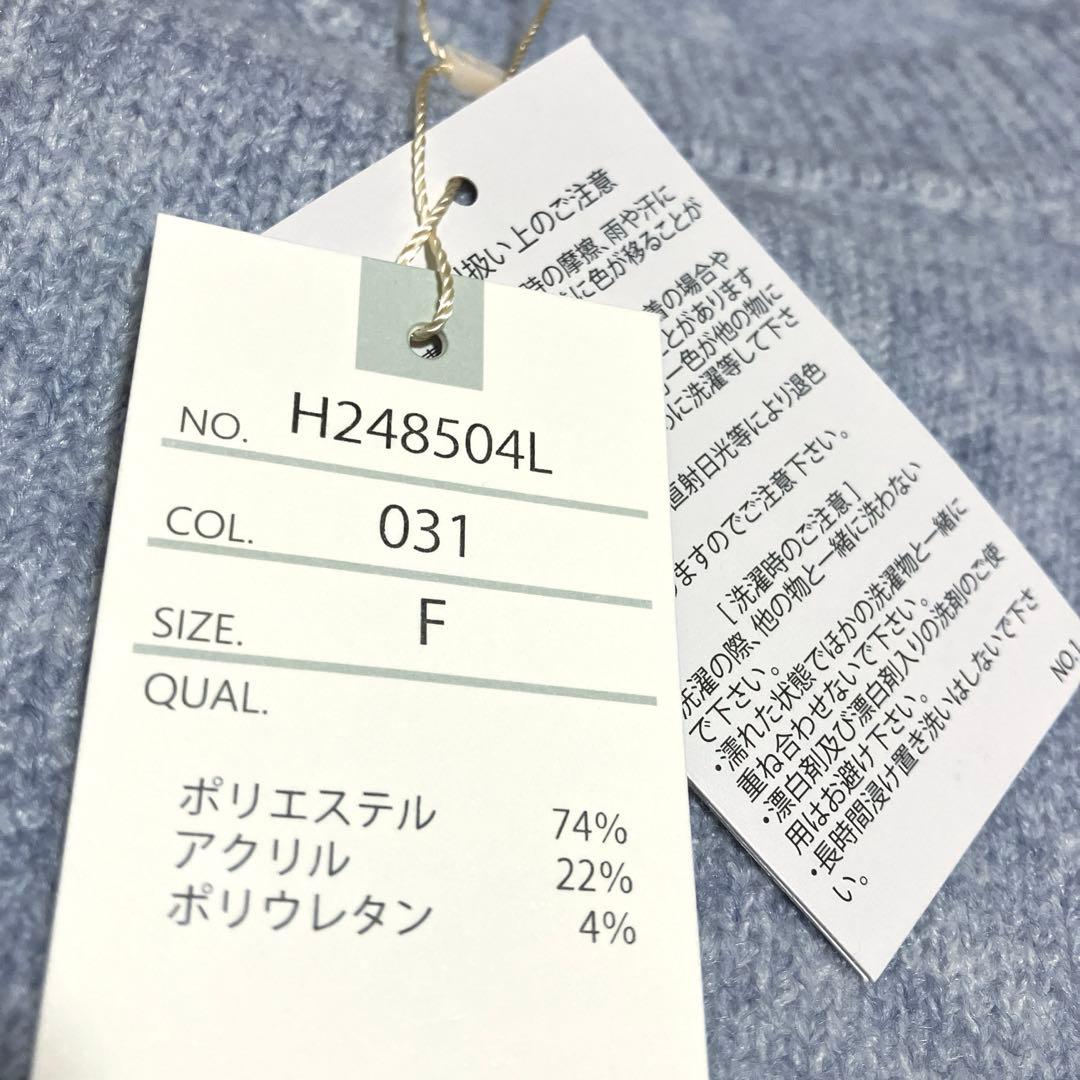 NO. H248504L
COL. 031
SIZE. F
QUAL.
ポリエステル 74%
アクリル 22%
ポリウレタン 4%
扱い上のご注意
時の摩擦、雨や汗に
に色が移ることが
着の場合や
ことがあります
一色が他の物に
に洗濯等して下さ
直射日光等により退色
ますのでご注意下さい。
[洗濯時のご注意]
洗濯の際、他の物と一緒に洗わない
で下さい。
・濡れた状態でほかの洗濯物と一緒に
重ね合わせないで下さい。
・漂白剤及び漂白剤入りの洗剤のご使
用はお避け下さい。
・長時間浸け置き洗いはしないで下さ
い。
NO.1